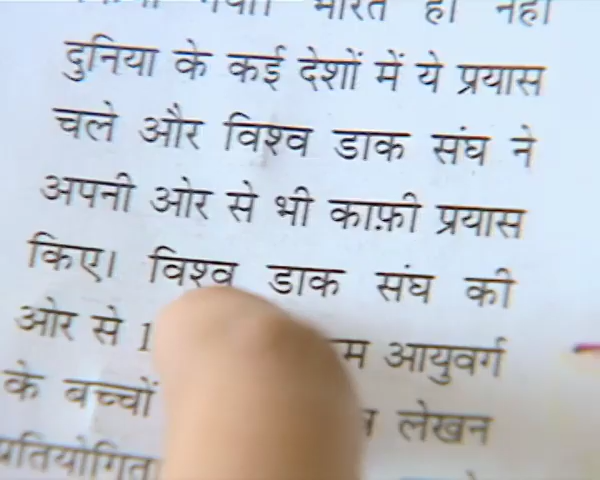 भारत ही नहीं
दुनिया के कई देशों में ये प्रयास
चले और विश्व डाक संघ ने
अपनी ओर से भी काफ़ी प्रयास
किए। विश्व डाक संघ की
ओर से आयुवर्ग
के बच्चों लेखन